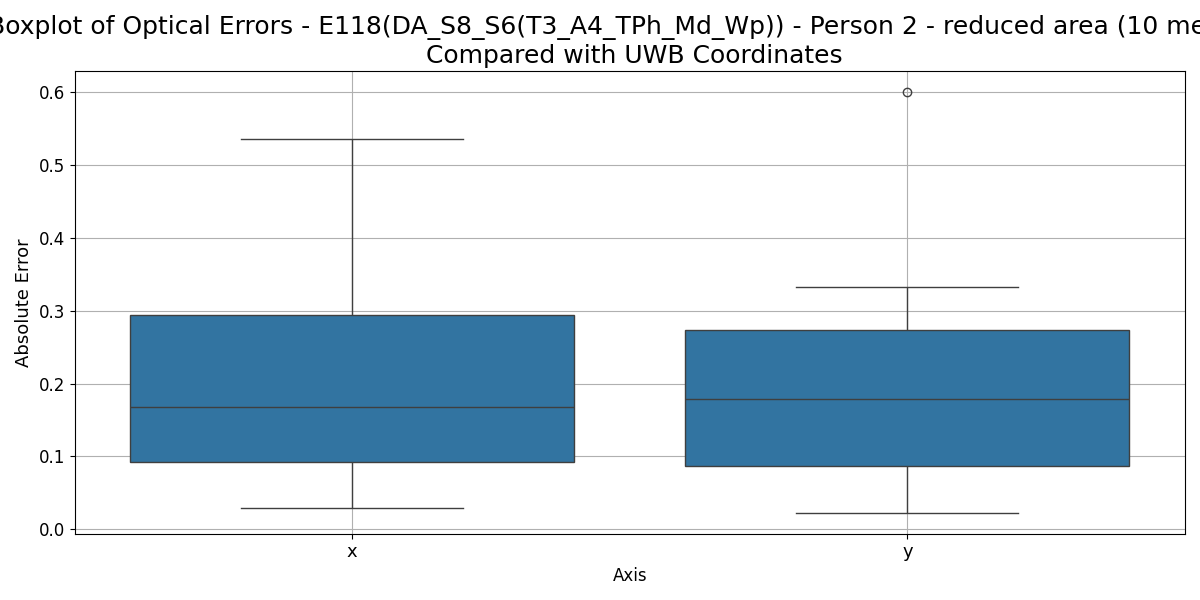 oxplot of Optical Errors - E118(DA_S8_S6(T3_A4_TPh_Md_Wp)) - Person 2 - reduced area (10 me
Compared with UWB Coordinates
0.6
0.5
0.4
0.3
0.2
0.1
0.0
Absolute Error
x
y
Axis